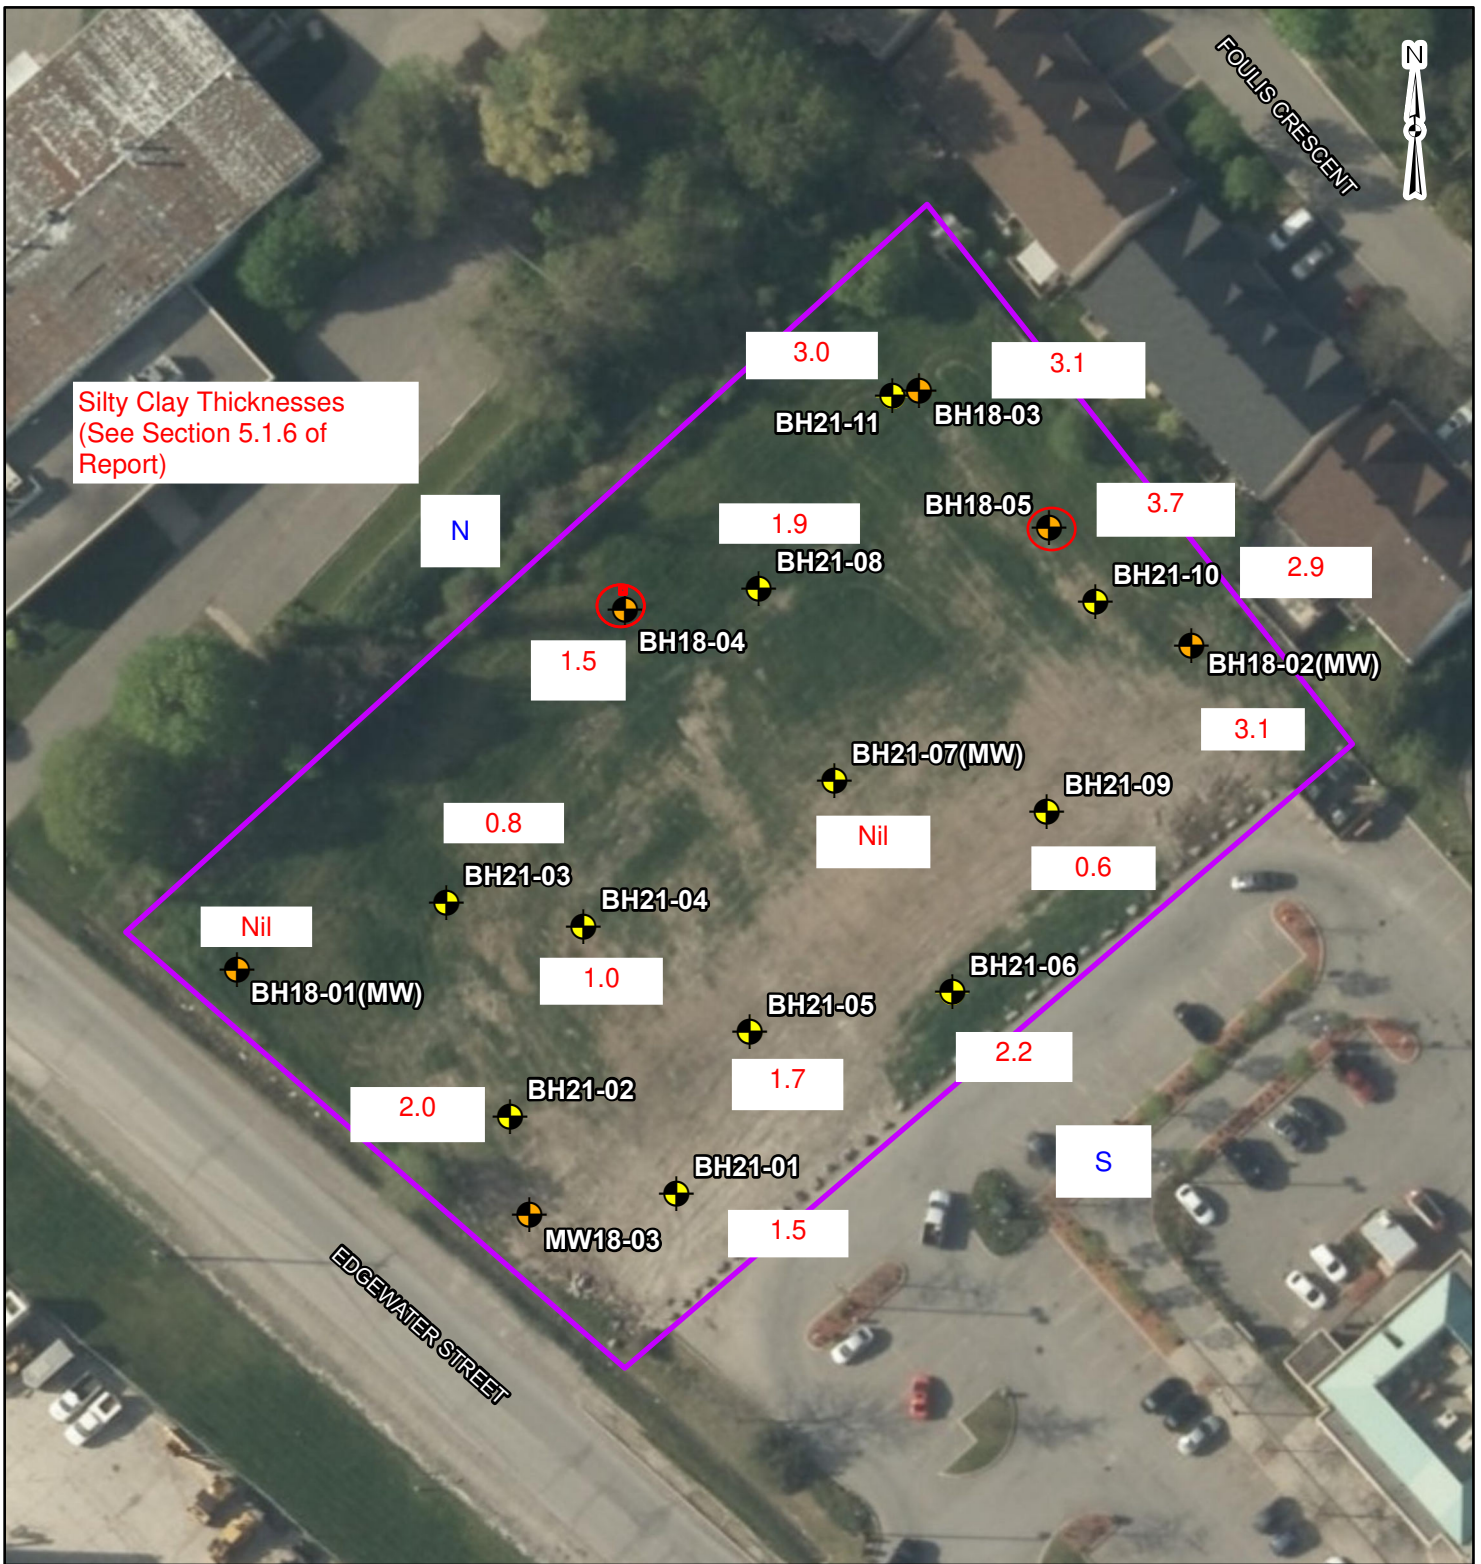 N
FOULIS CRESCENT
3.0
3.1
Silty Clay Thicknesses
(See Section 5.1.6 of
Report)
BH21-11
BH18-03
N
1.9
BH18-05
3.7
BH21-08
BH21-10
2.9
BH18-04
1.5
BH18-02(MW)
3.1
BH21-07(MW)
BH21-09
0.8
Nil
0.6
BH21-03
BH21-04
Nil
BH18-01(MW)
1.0
BH21-06
BH21-05
2.2
1.7
BH21-02
2.0
BH21-01
S
MW18-03
1.5
EDGEWATER STREET